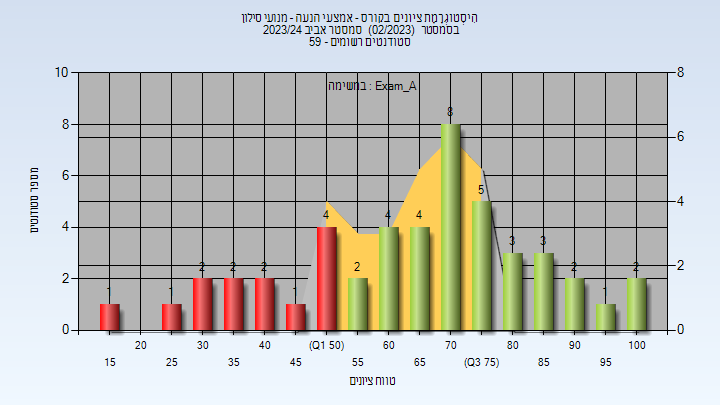 היסטוגרמת ציונים בקורס - אמצעי הנעה - מנועי סילון
בסמסטר (02/2023) סמסטר אביב 2023/24
סטודנטים רשומים - 59
במשימה : Exam_A
10 8 6 4 2 0
8 6 4 2 0
מספר סטודנטים
1 1 2 2 2 1 4 2 4 4 8 5 3 3 2 1 2
20 30 40 (Q1 50) 60 70 80 90 100
15 25 35 45 55 65 (Q3 75) 85 95
טווח ציונים